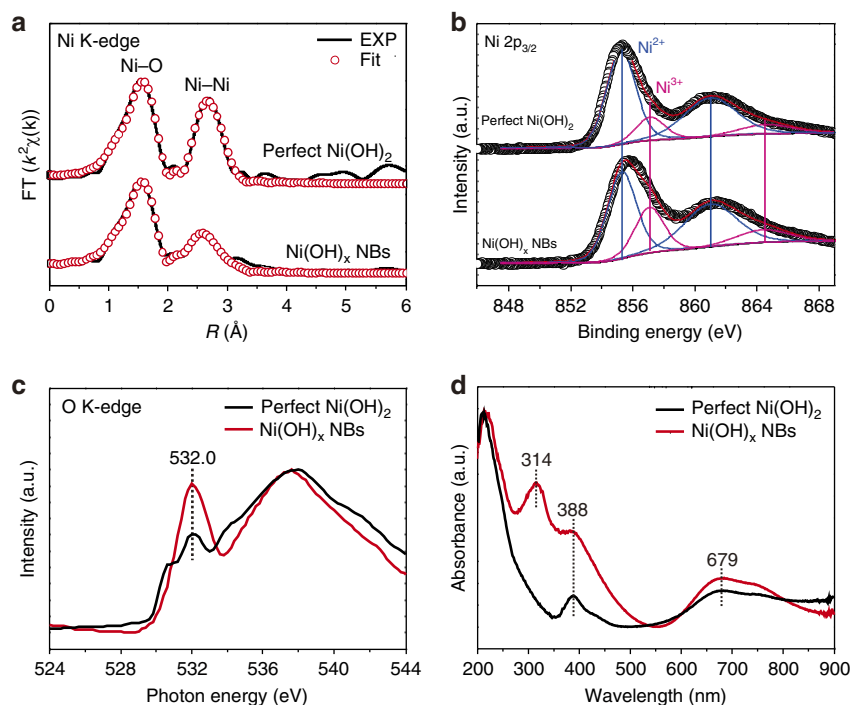 a
Ni K-edge
EXP
Fit
Ni–O
Ni–Ni
Perfect Ni(OH)2
Ni(OH)x NBs
FT (k2χ(k))
0 1 2 3 4 5 6
R (Å)
b
Ni 2p3/2
Ni2+
Ni3+
Perfect Ni(OH)2
Ni(OH)x NBs
Intensity (a.u.)
848 852 856 860 864 868
Binding energy (eV)
c
O K-edge
Perfect Ni(OH)2
Ni(OH)x NBs
532.0
Intensity (a.u.)
524 528 532 536 540 544
Photon energy (eV)
d
Perfect Ni(OH)2
Ni(OH)x NBs
314
388
679
Absorbance (a.u.)
200 300 400 500 600 700 800 900
Wavelength (nm)